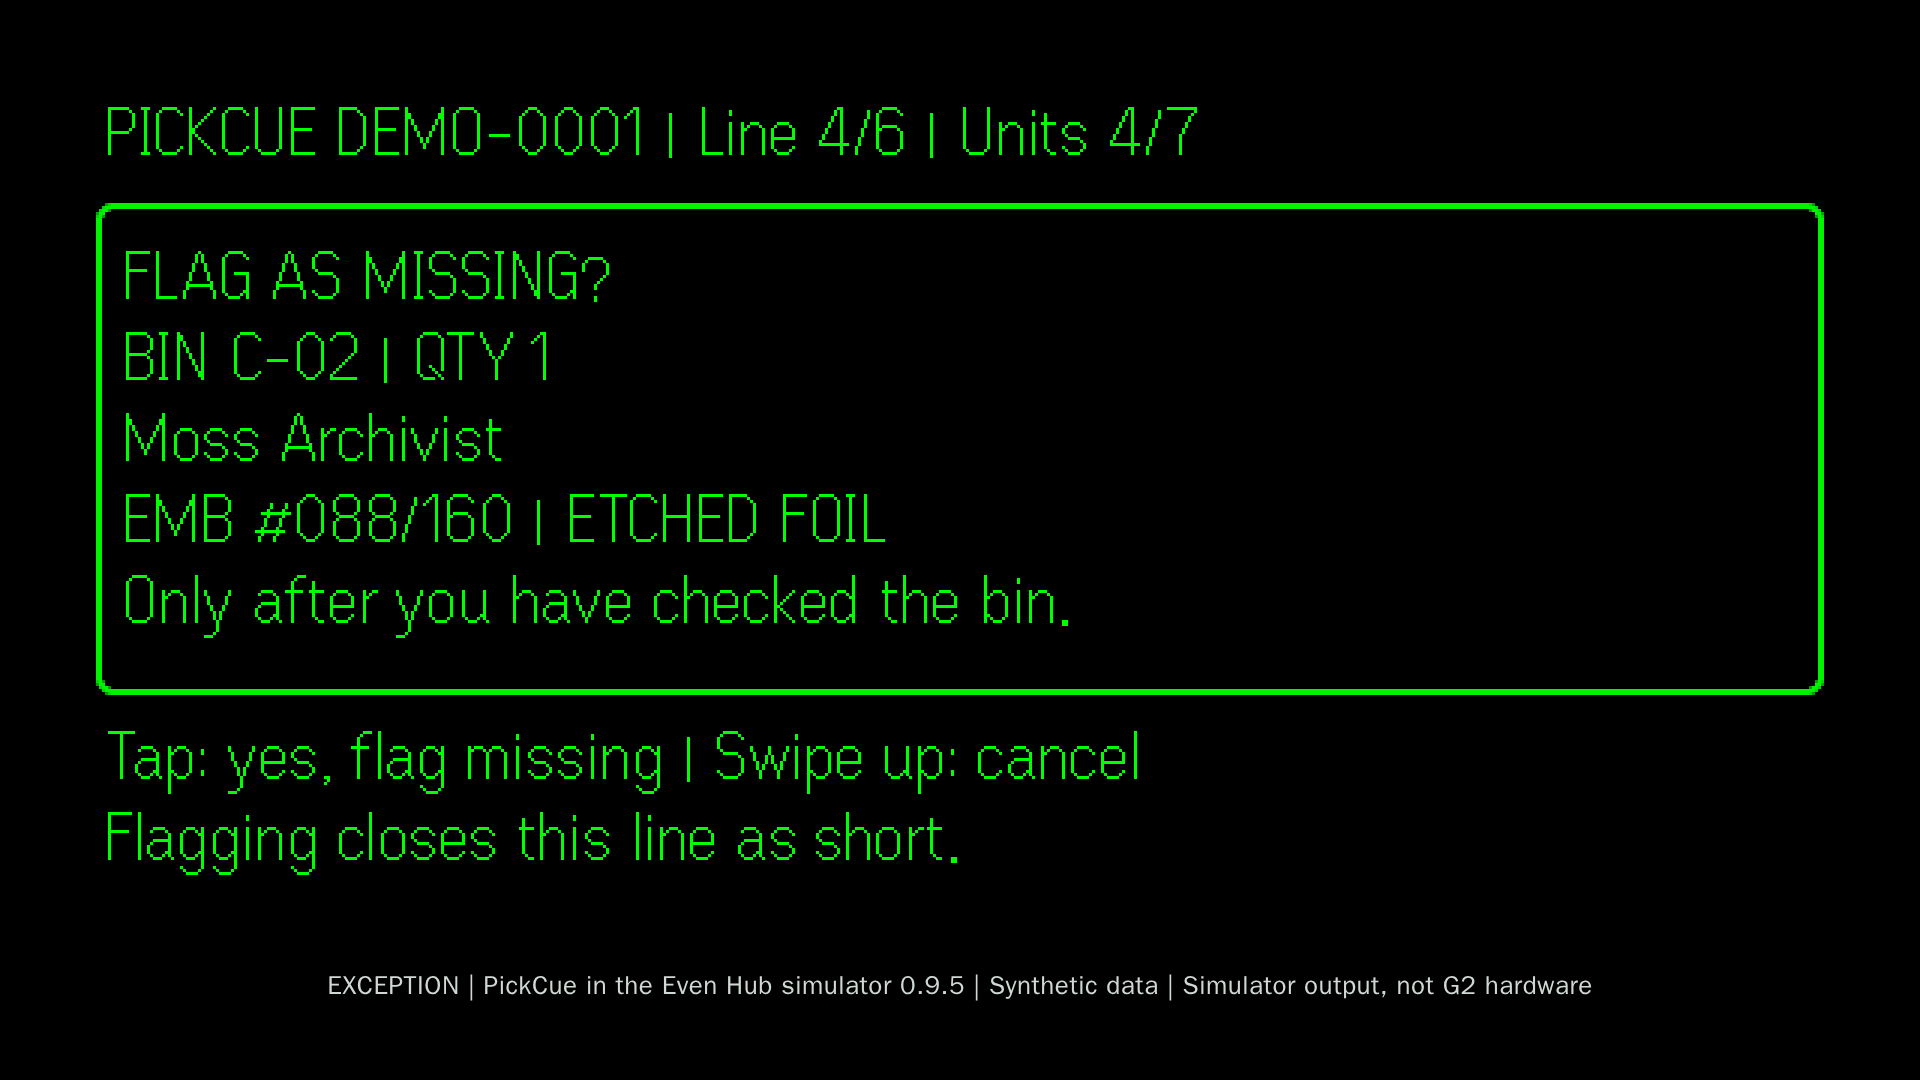 PICKCUE DEMO-0001 | Line 4/6 | Units 4/7
FLAG AS MISSING?
BIN C-02 | QTY 1
Moss Archivist
EMB #088/160 | ETCHED FOIL
Only after you have checked the bin.
Tap: yes, flag missing | Swipe up: cancel
Flagging closes this line as short.
EXCEPTION | PickCue in the Even Hub simulator 0.9.5 | Synthetic data | Simulator output, not G2 hardware